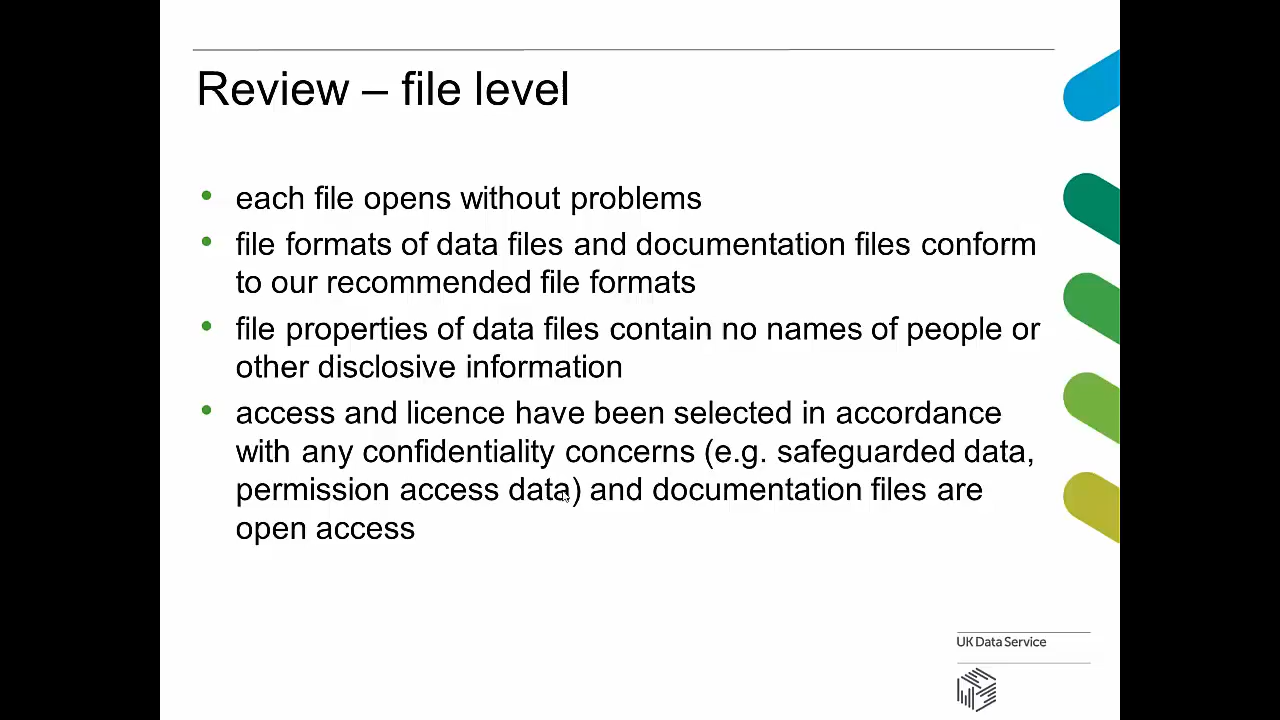 Review – file level
• each file opens without problems
• file formats of data files and documentation files conform
to our recommended file formats
• file properties of data files contain no names of people or
other disclosive information
• access and licence have been selected in accordance
with any confidentiality concerns (e.g. safeguarded data,
permission access data) and documentation files are
open access
UK Data Service